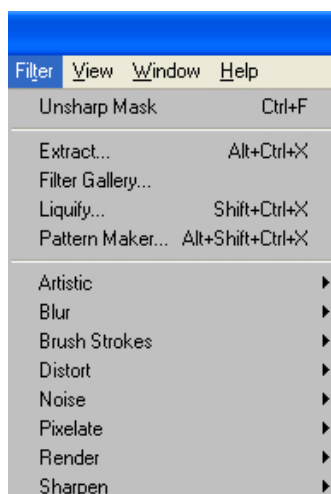 Filter View Window Help
Unsharp Mask Ctrl+F
Extract... Alt+Ctrl+X
Filter Gallery...
Liquify... Shift+Ctrl+X
Pattern Maker... Alt+Shift+Ctrl+X
Artistic
Blur
Brush Strokes
Distort
Noise
Pixelate
Render
Sharpen